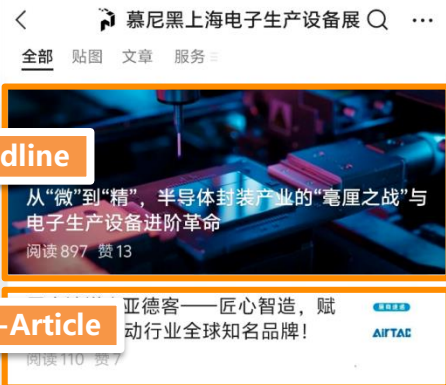 慕尼黑上海电子生产设备展
全部 贴图 文章 服务
dline
从“微”到“精”，半导体封装产业的“毫厘之战”与
电子生产设备进阶革命
阅读 897 赞 13
亚德客——匠心智造，赋
-Article
动行业全球知名品牌！
AIRTAC
阅读 110 赞 7